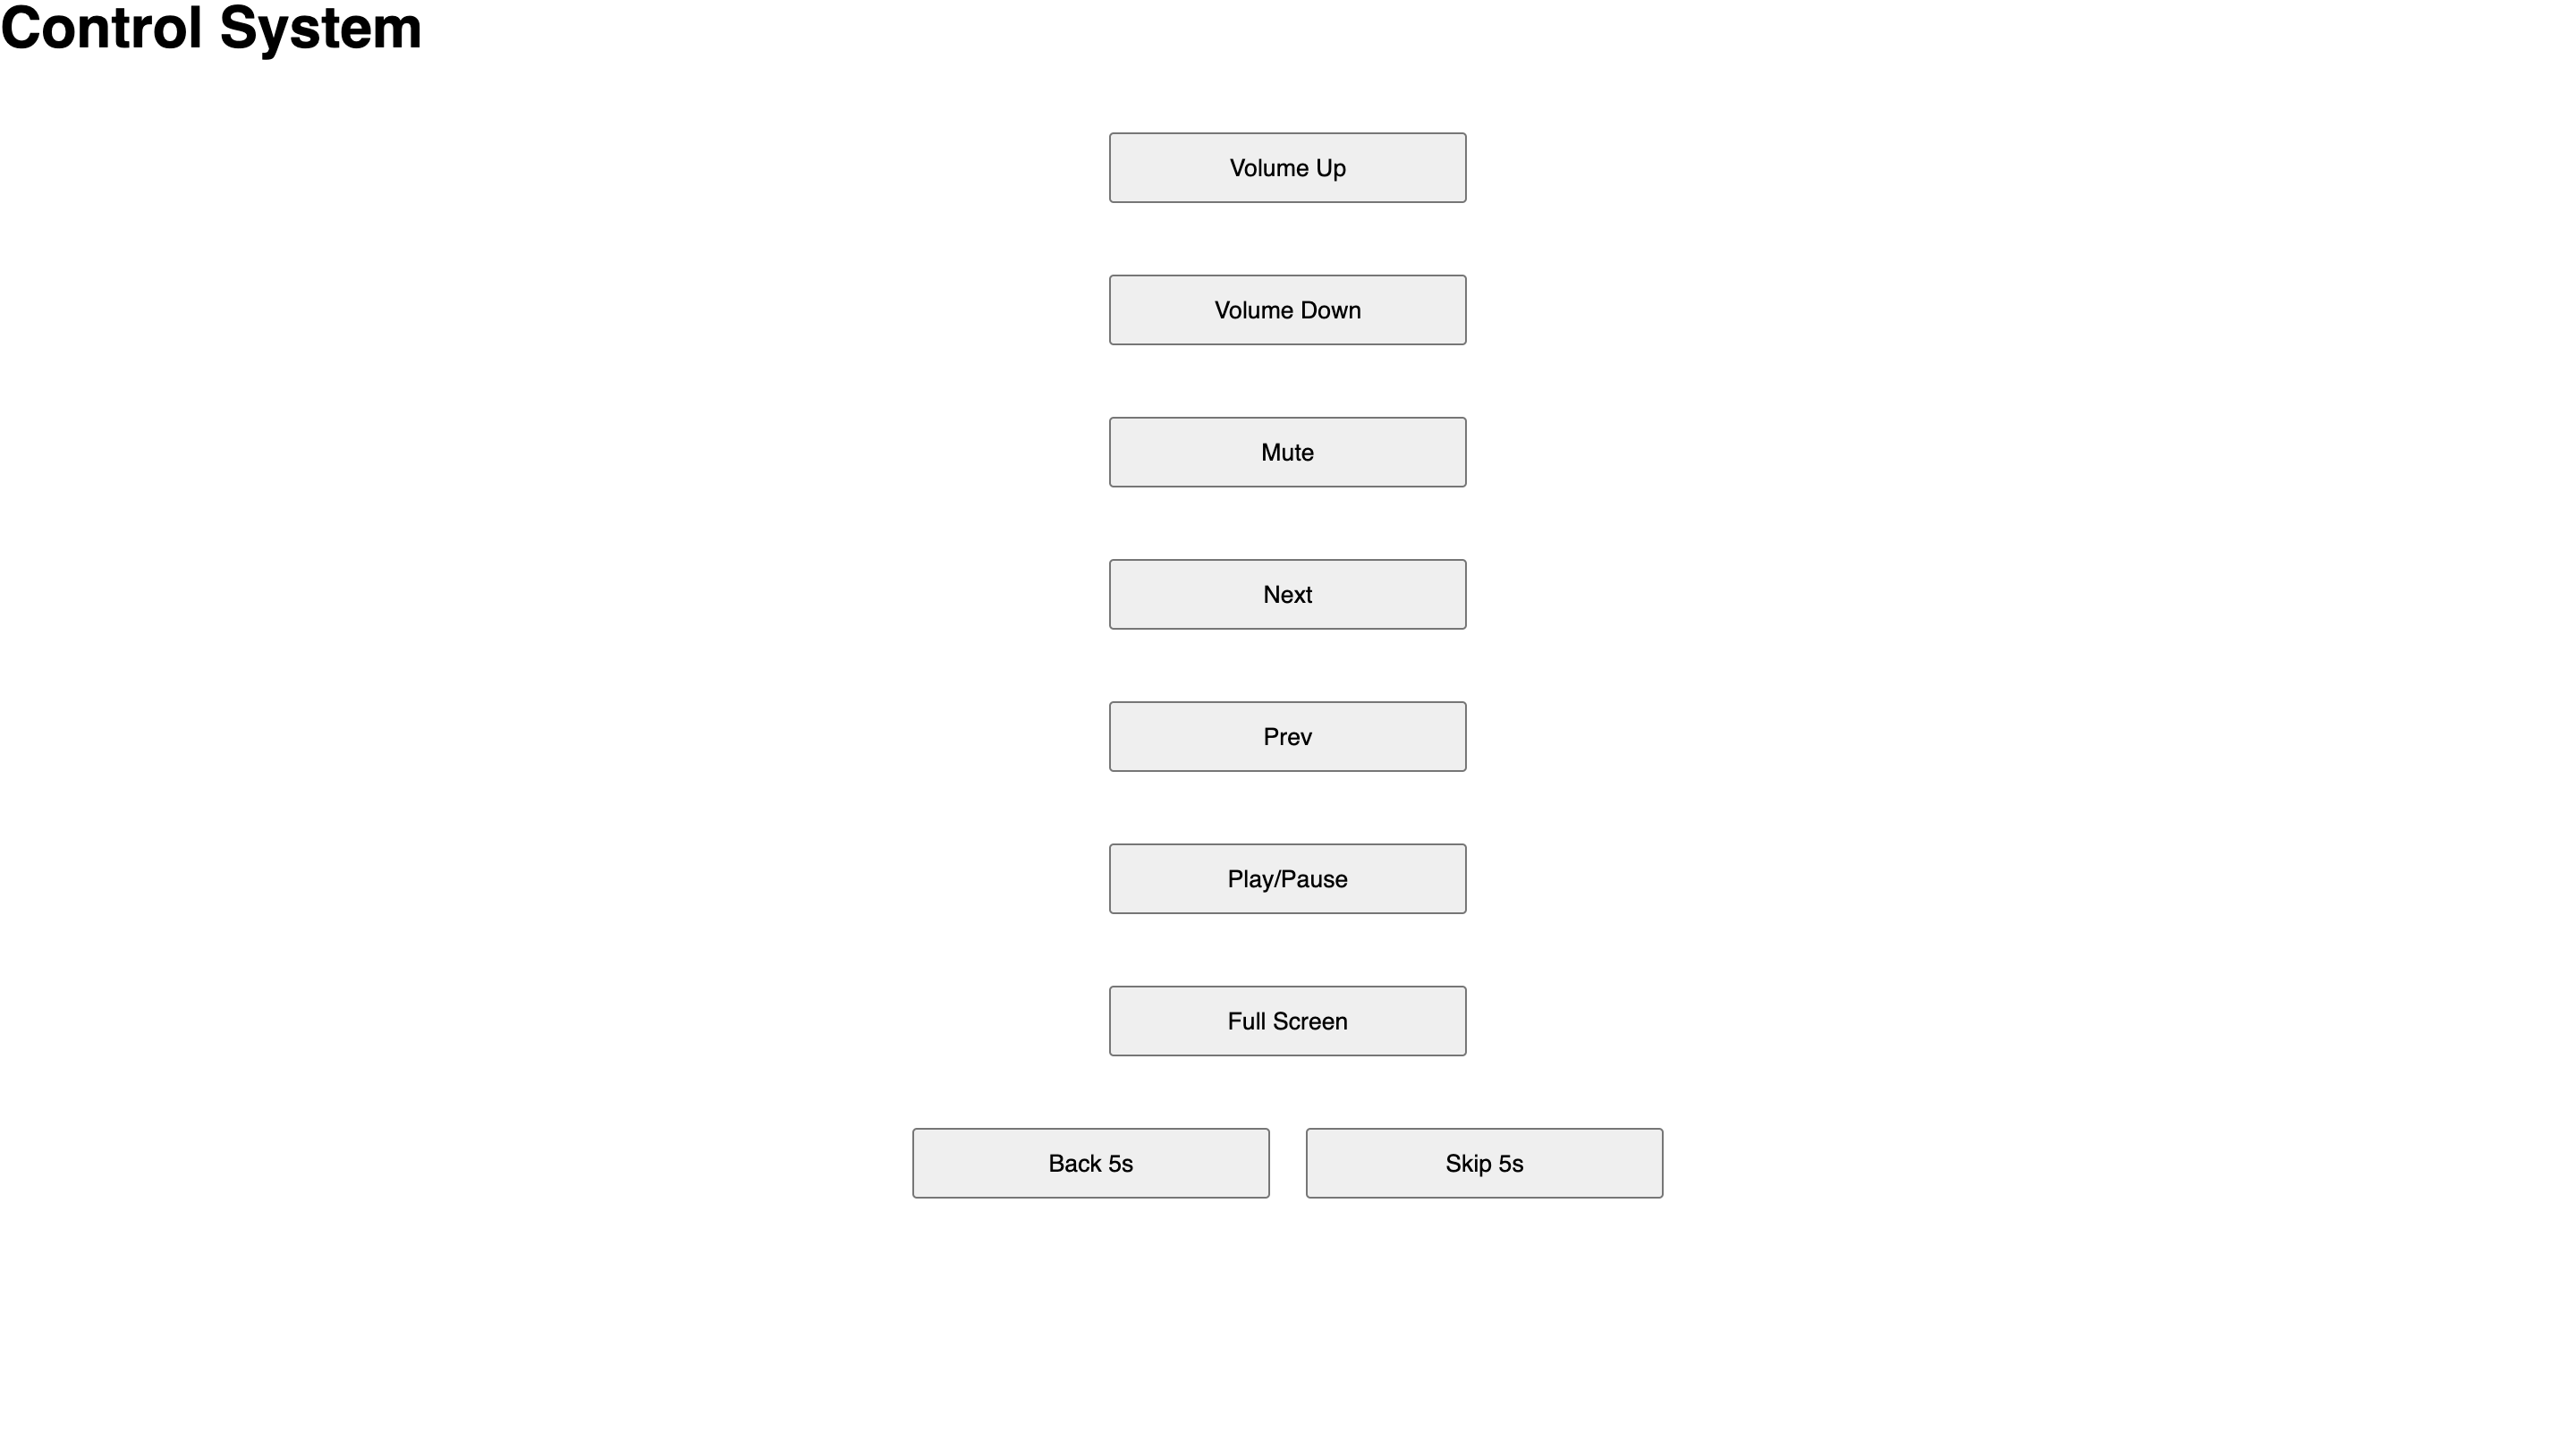 Control System
Volume Up
Volume Down
Mute
Next
Prev
Play/Pause
Full Screen
Back 5s
Skip 5s